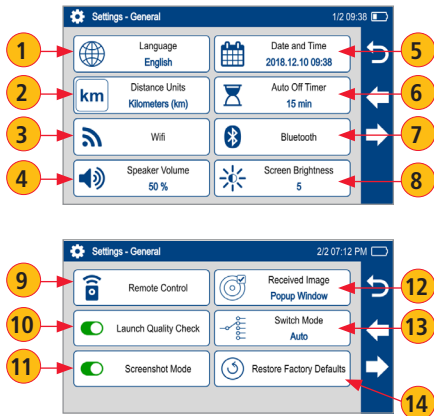 Settings - General
1/2 09:38
1
Language
English
Date and Time
2018.12.10 09:38
5
2
km
Distance Units
Kilometers (km)
Auto Off Timer
15 min
6
3
Wifi
Bluetooth
7
4
Speaker Volume
50 %
Screen Brightness
5
8
Settings - General
2/2 07:12 PM
9
Remote Control
Received Image
Popup Window
12
10
Launch Quality Check
Switch Mode
Auto
13
11
Screenshot Mode
Restore Factory Defaults
14